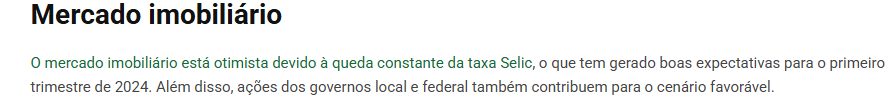 Mercado imobiliário
O mercado imobiliário está otimista devido à queda constante da taxa Selic, o que tem gerado boas expectativas para o primeiro
trimestre de 2024. Além disso, ações dos governos local e federal também contribuem para o cenário favorável.